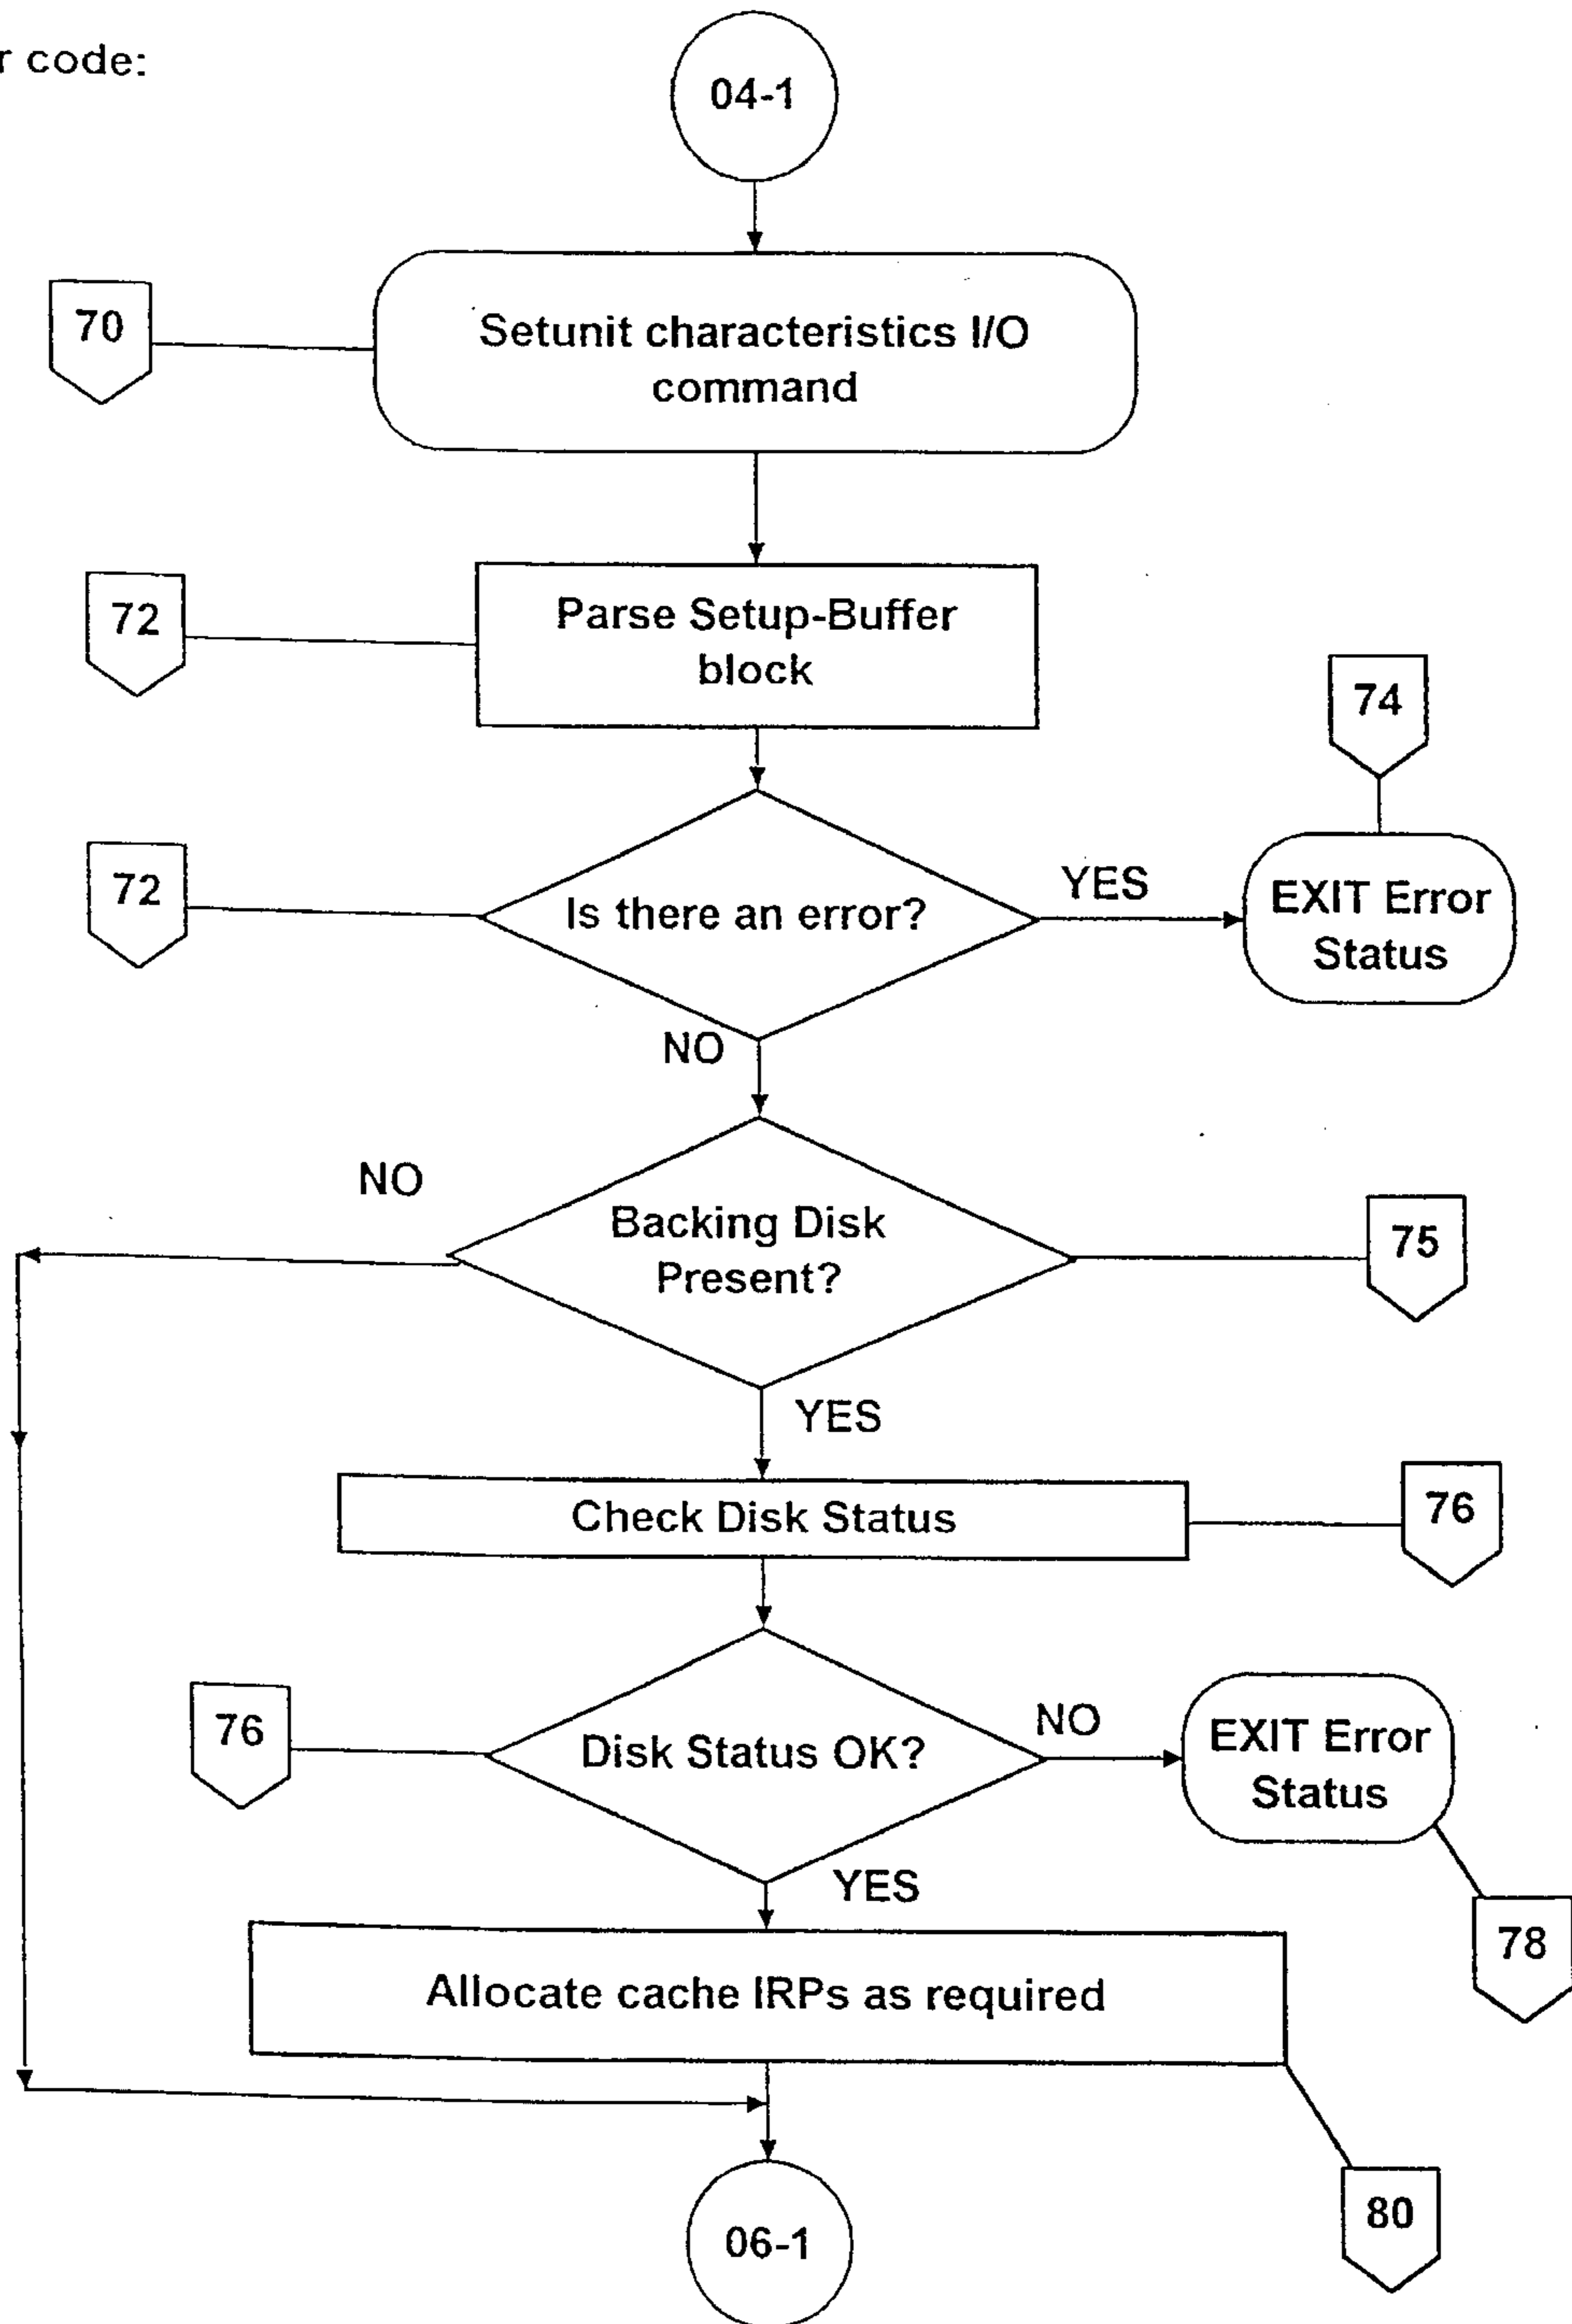 r code:
04-1
70
Setunit characteristics I/O
command
72
Parse Setup-Buffer
block
74
72
Is there an error?
YES
EXIT Error
Status
NO
NO
Backing Disk
Present?
75
YES
Check Disk Status
76
76
Disk Status OK?
NO
EXIT Error
Status
YES
78
Allocate cache IRPs as required
80
06-1